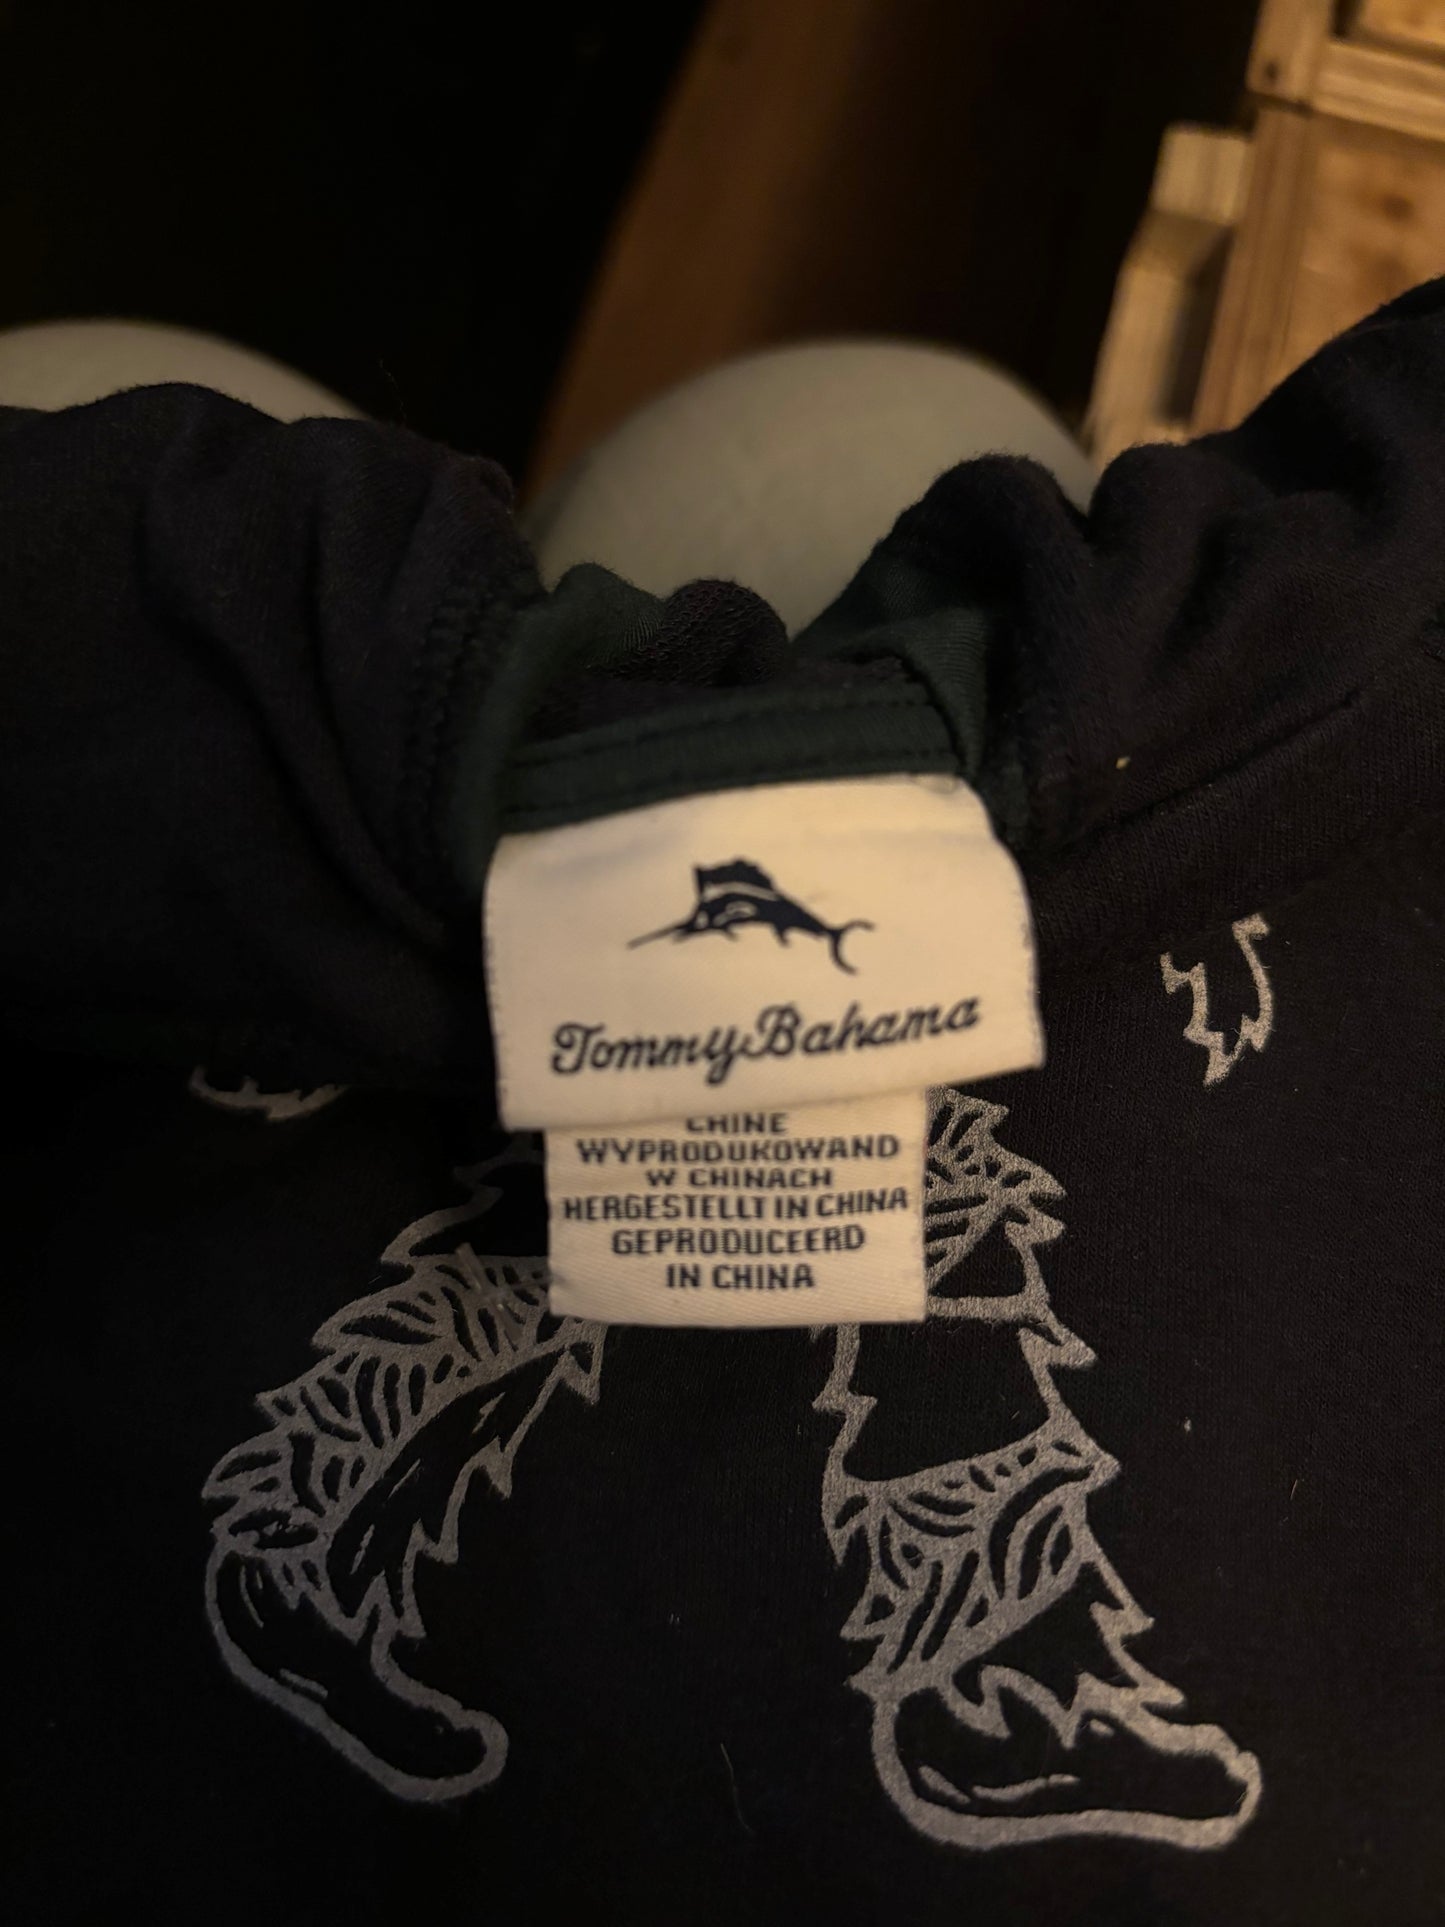 Tommy Bahama
CHINE
WYPRODUKOWANO
W CHINACH
HERGESTELLT IN CHINA
GEPRODUCEERD
IN CHINA